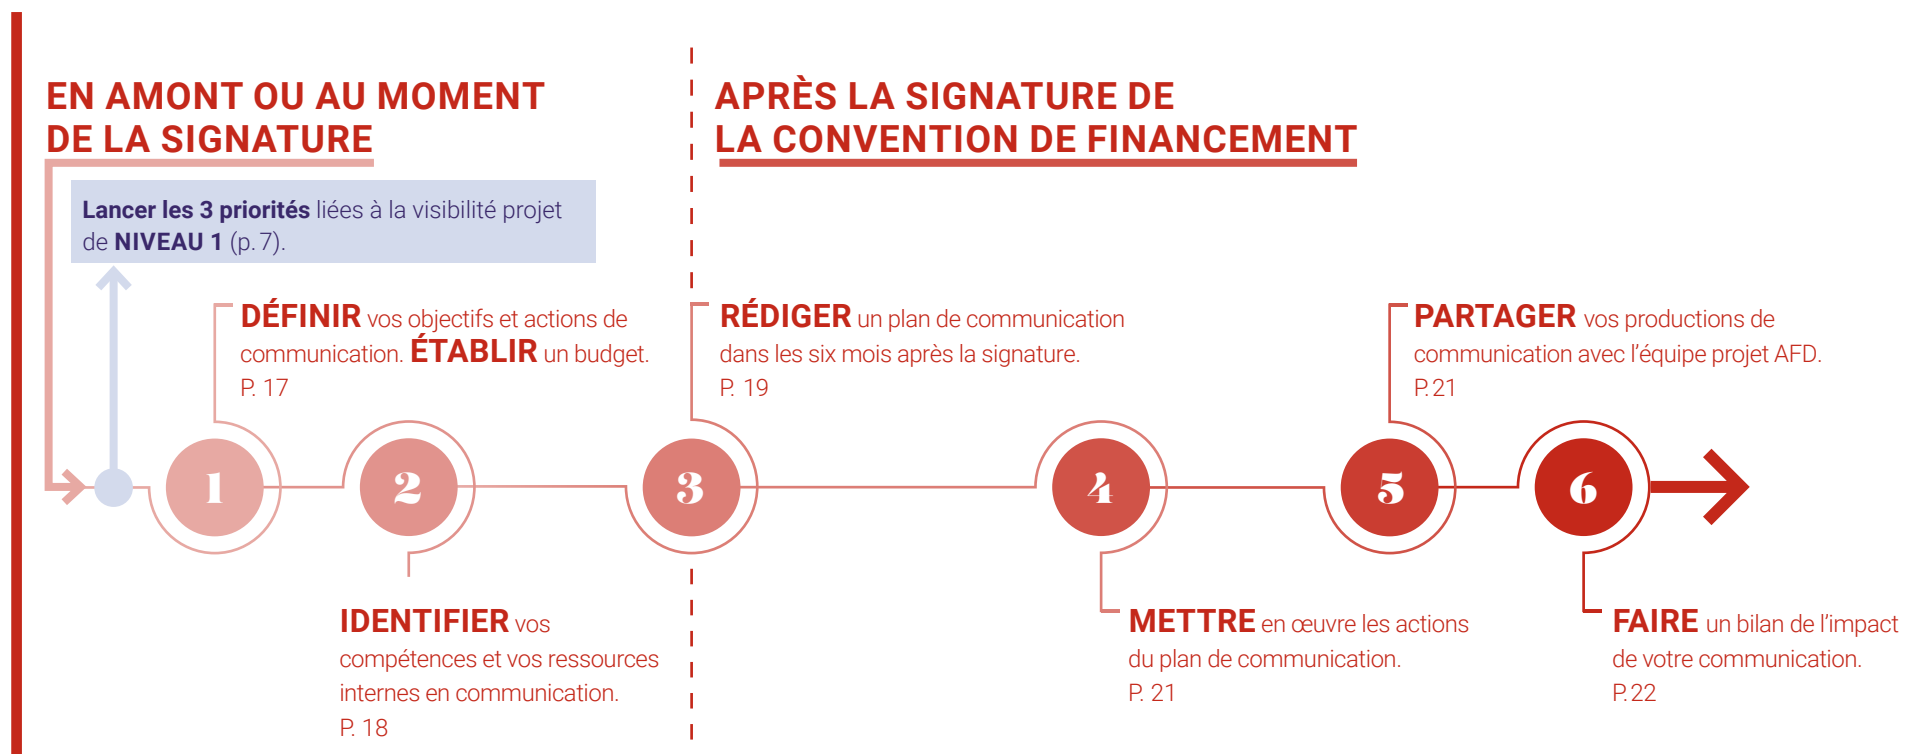 EN AMONT OU AU MOMENT
DE LA SIGNATURE
Lancer les 3 priorités liées à la visibilité projet
de NIVEAU 1 (p. 7).
APRÈS LA SIGNATURE DE
LA CONVENTION DE FINANCEMENT
DÉFINIR vos objectifs et actions de
communication. ÉTABLIR un budget.
P. 17
RÉDIGER un plan de communication
dans les six mois après la signature.
P. 19
PARTAGER vos productions de
communication avec l’équipe projet AFD.
P. 21
1
2
3
4
5
6
IDENTIFIER vos
compétences et vos ressources
internes en communication.
P. 18
METTRE en œuvre les actions
du plan de communication.
P. 21
FAIRE un bilan de l’impact
de votre communication.
P. 22